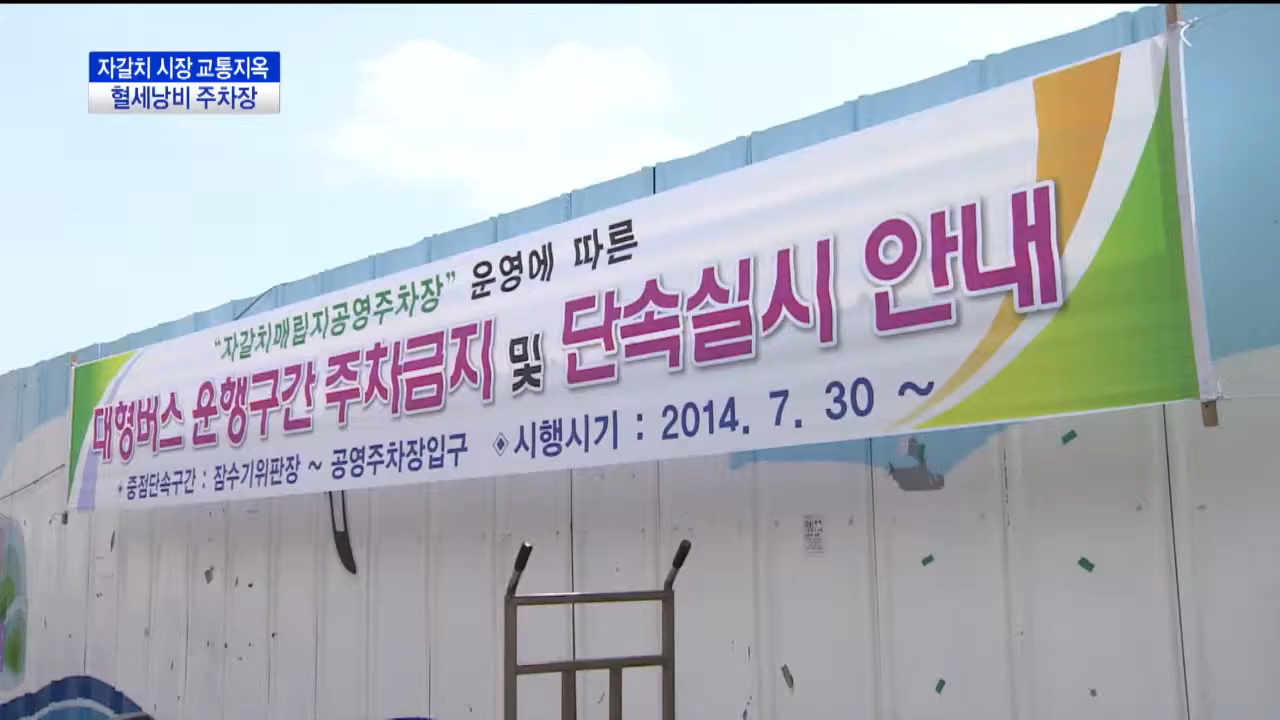 자갈치 시장 교통지옥
혈세낭비 주차장
“자갈치매립지공영주차장” 운영에 따른
대형버스 운행구간 주차금지 및 단속실시 안내
중점단속구간 : 잠수기위판장 ~ 공영주차장입구 ◈시행시기 : 2014. 7. 30 ~